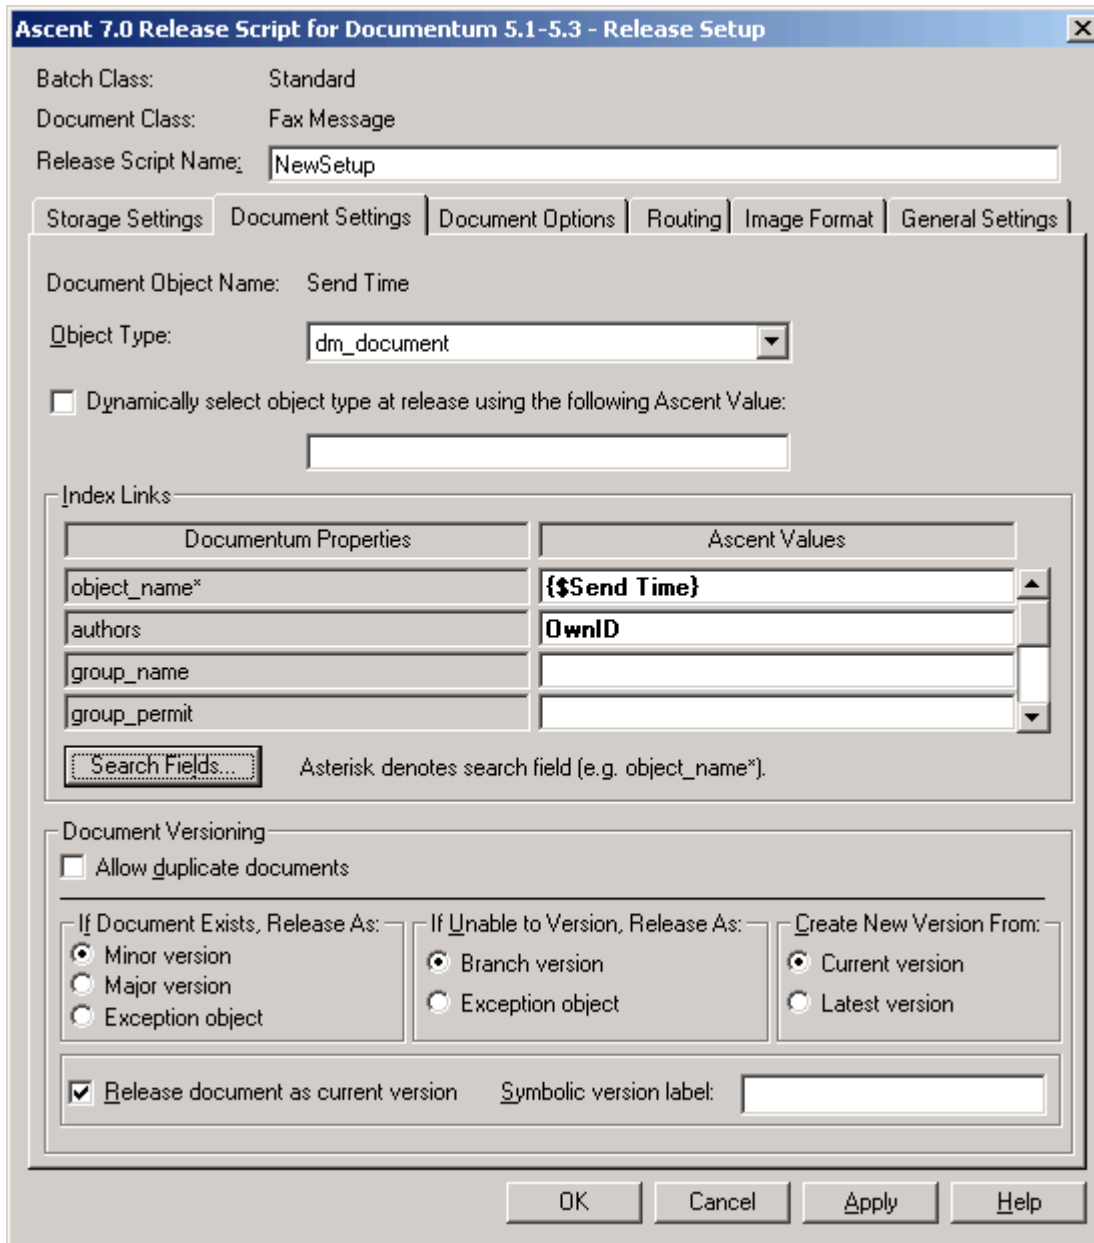 Ascent 7.0 Release Script for Documentum 5.1-5.3 - Release Setup
Batch Class: Standard
Document Class: Fax Message
Release Script Name: NewSetup
Storage Settings Document Settings Document Options Routing Image Format General Settings
Document Object Name: Send Time
Object Type: dm_document
Dynamically select object type at release using the following Ascent Value:
Index Links
Documentum Properties Ascent Values
object_name* {$Send Time}
authors OwnID
group_name
group_permit
Search Fields... Asterisk denotes search field (e.g. object_name*).
Document Versioning
Allow duplicate documents
If Document Exists, Release As: If Unable to Version, Release As: Create New Version From:
Minor version Branch version Current version
Major version
Exception object Exception object Latest version
Release document as current version Symbolic version label:
OK Cancel Apply Help